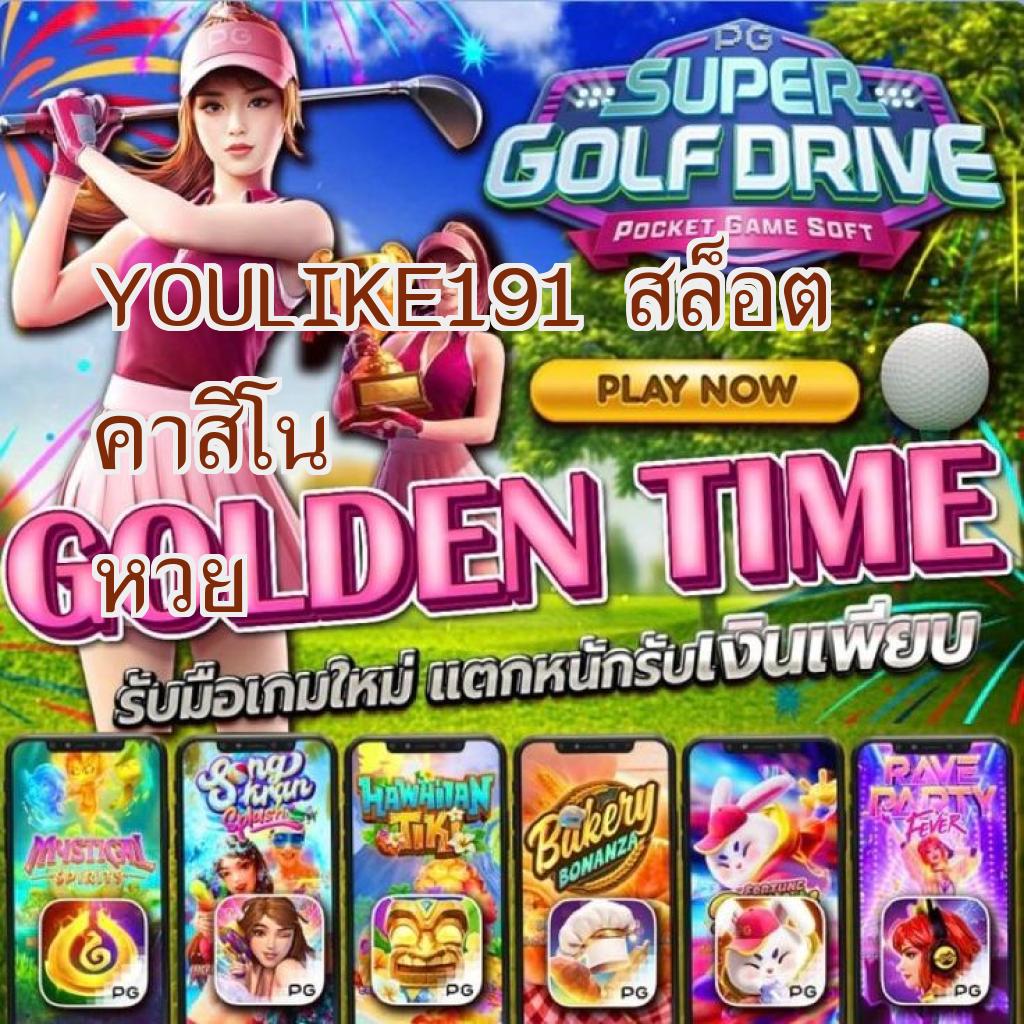 PG
PG
SUPER
GOLF DRIVE
POCKET GAME SOFT
YOULIKE191 สล็อต
PLAY NOW
คาสิโน
GOLDEN TIME
หวย
รับมือเกมใหม่ แตกหนักรับเงินเพียบ
MYSTICAL
SPIRITS
Songkran
Splash
HAWAIIAN
TIKI
Bakery
BONANZA
FORTUNE
RAVE
PARTY
FEVER
PG
PG
PG
PG
PG
PG